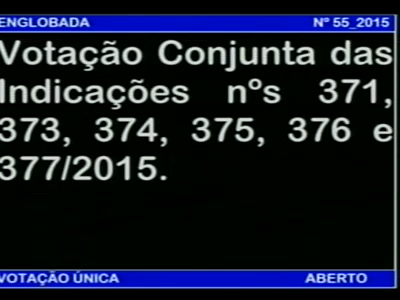 ENGLOBADA Nº 55_2015
Votação Conjunta das
Indicações nºs 371,
373, 374, 375, 376 e
377/2015.
VOTAÇÃO ÚNICA ABERTO